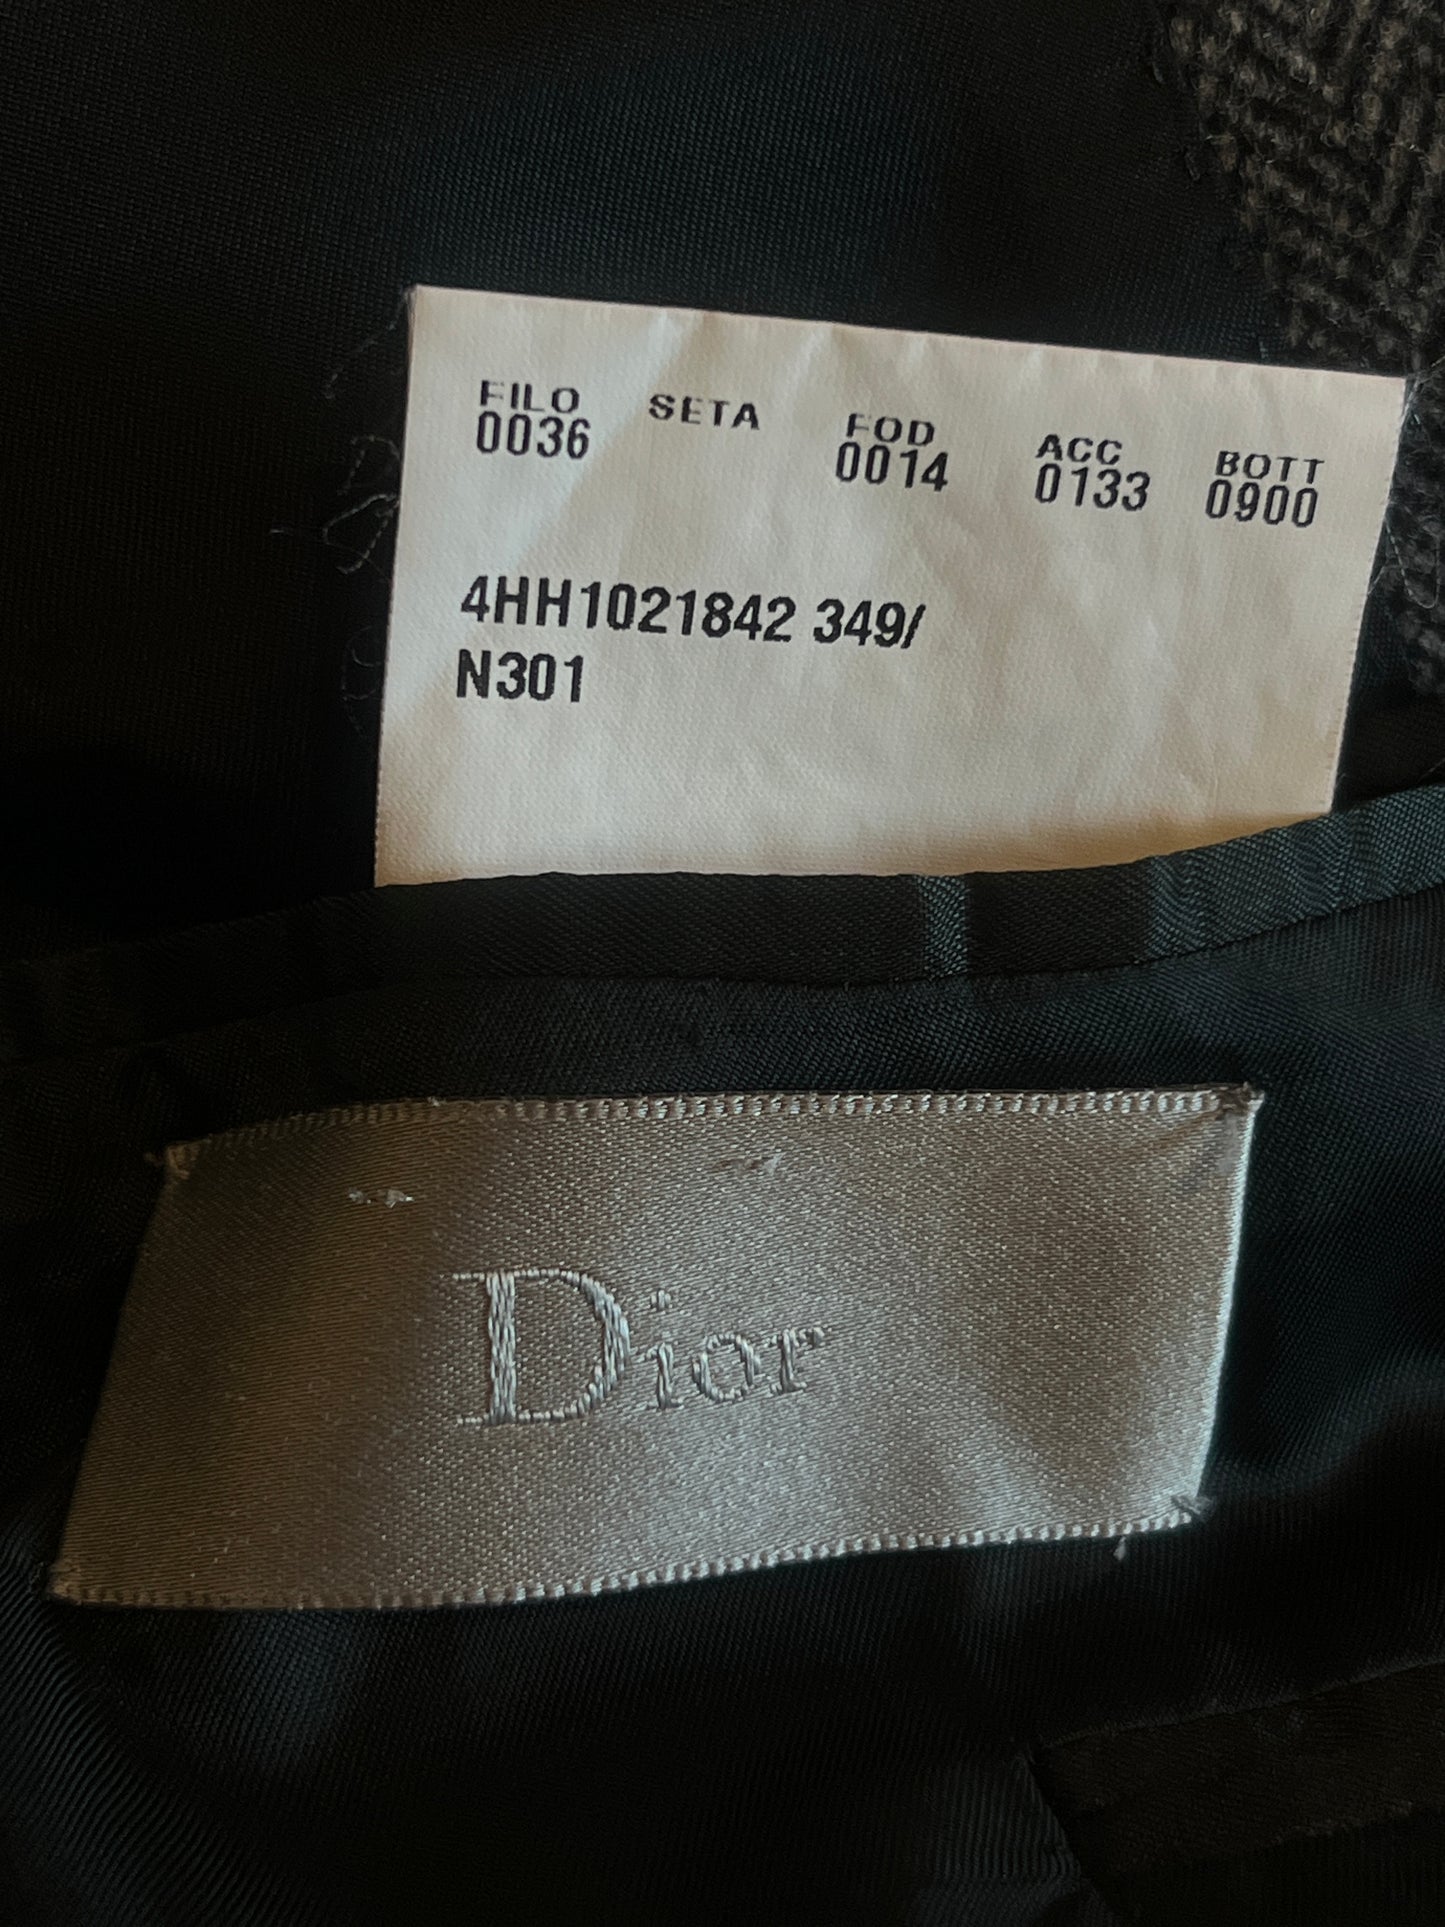 FILO SETA FOD ACC BOTT
0036 0014 0133 0900
4HH1021842 349/
N301
Dior